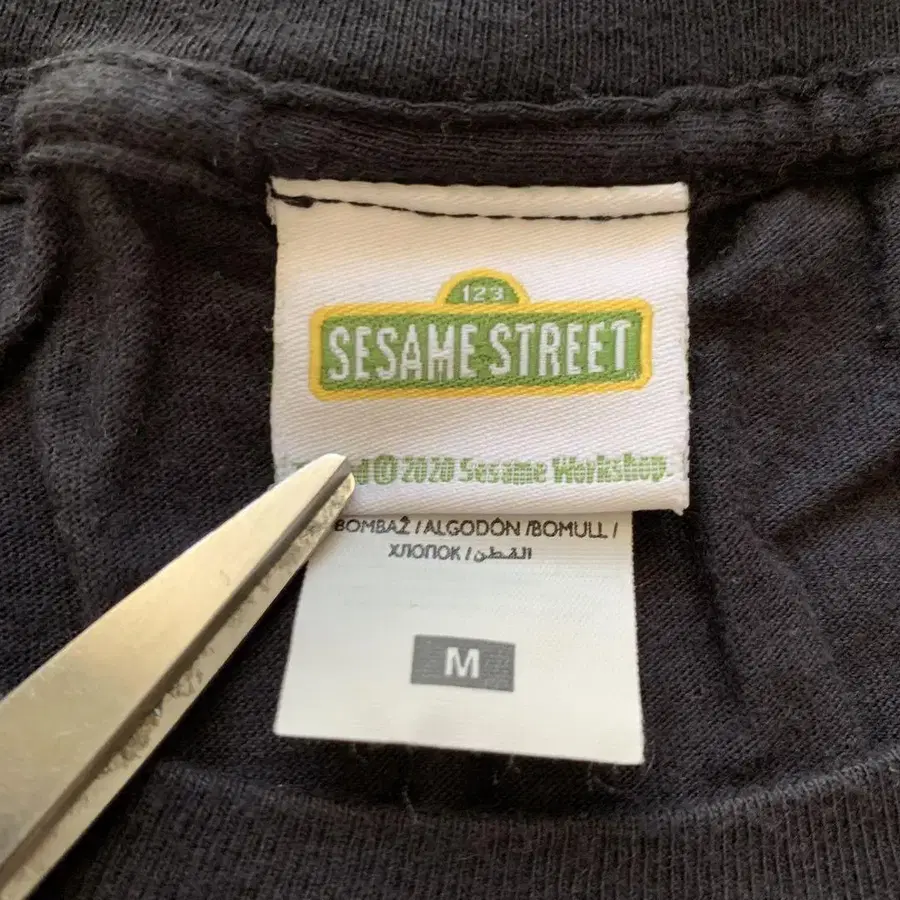 123
SESAME STREET
© 2020 Sesame Workshop
BOMBAŽ / ALGODÓN / BOMULL /
ХЛОПОК / القطن
M